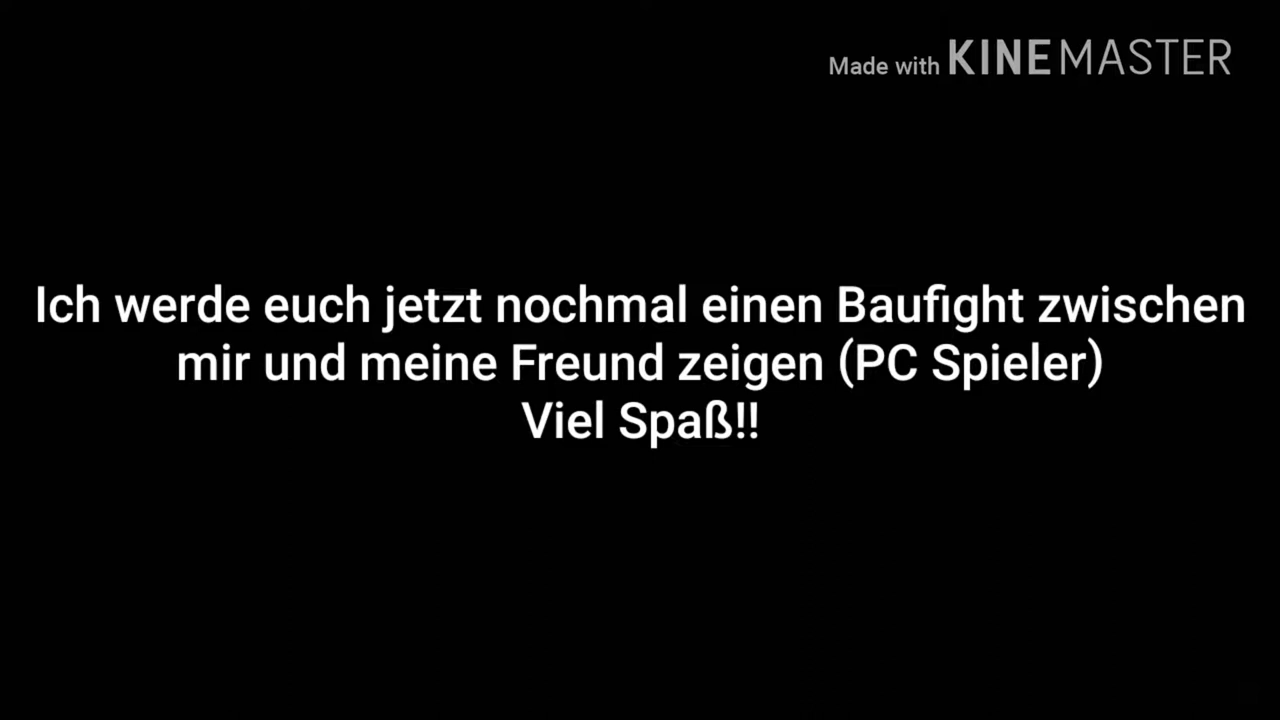 Made with KINEMASTER
Ich werde euch jetzt nochmal einen Baufight zwischen
mir und meine Freund zeigen (PC Spieler)
Viel Spaß!!